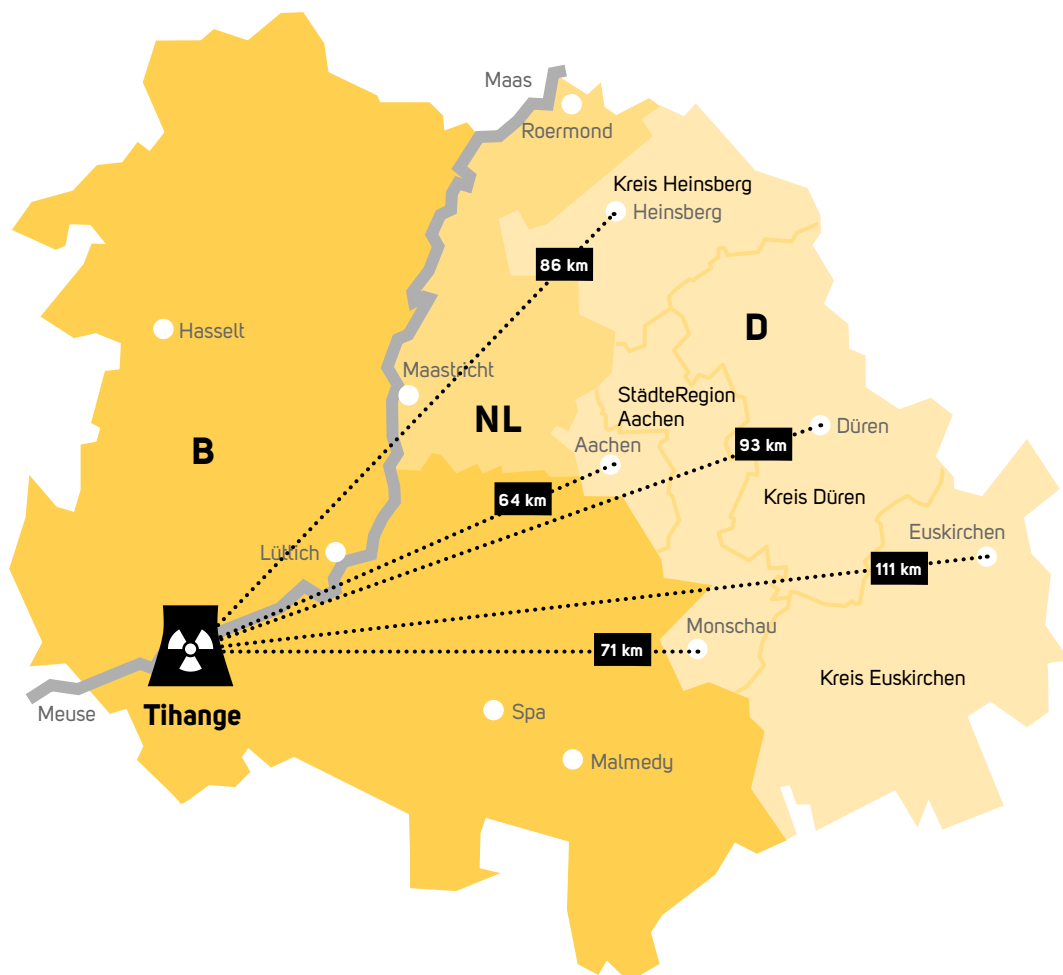 Maas
Roermond
Kreis Heinsberg
Heinsberg
86 km
Hasselt
D
Maastricht
StädteRegion
Aachen
NL
B
Düren
93 km
Aachen
64 km
Kreis Düren
Euskirchen
Lüttich
111 km
Monschau
71 km
Kreis Euskirchen
Meuse
Tihange
Spa
Malmedy